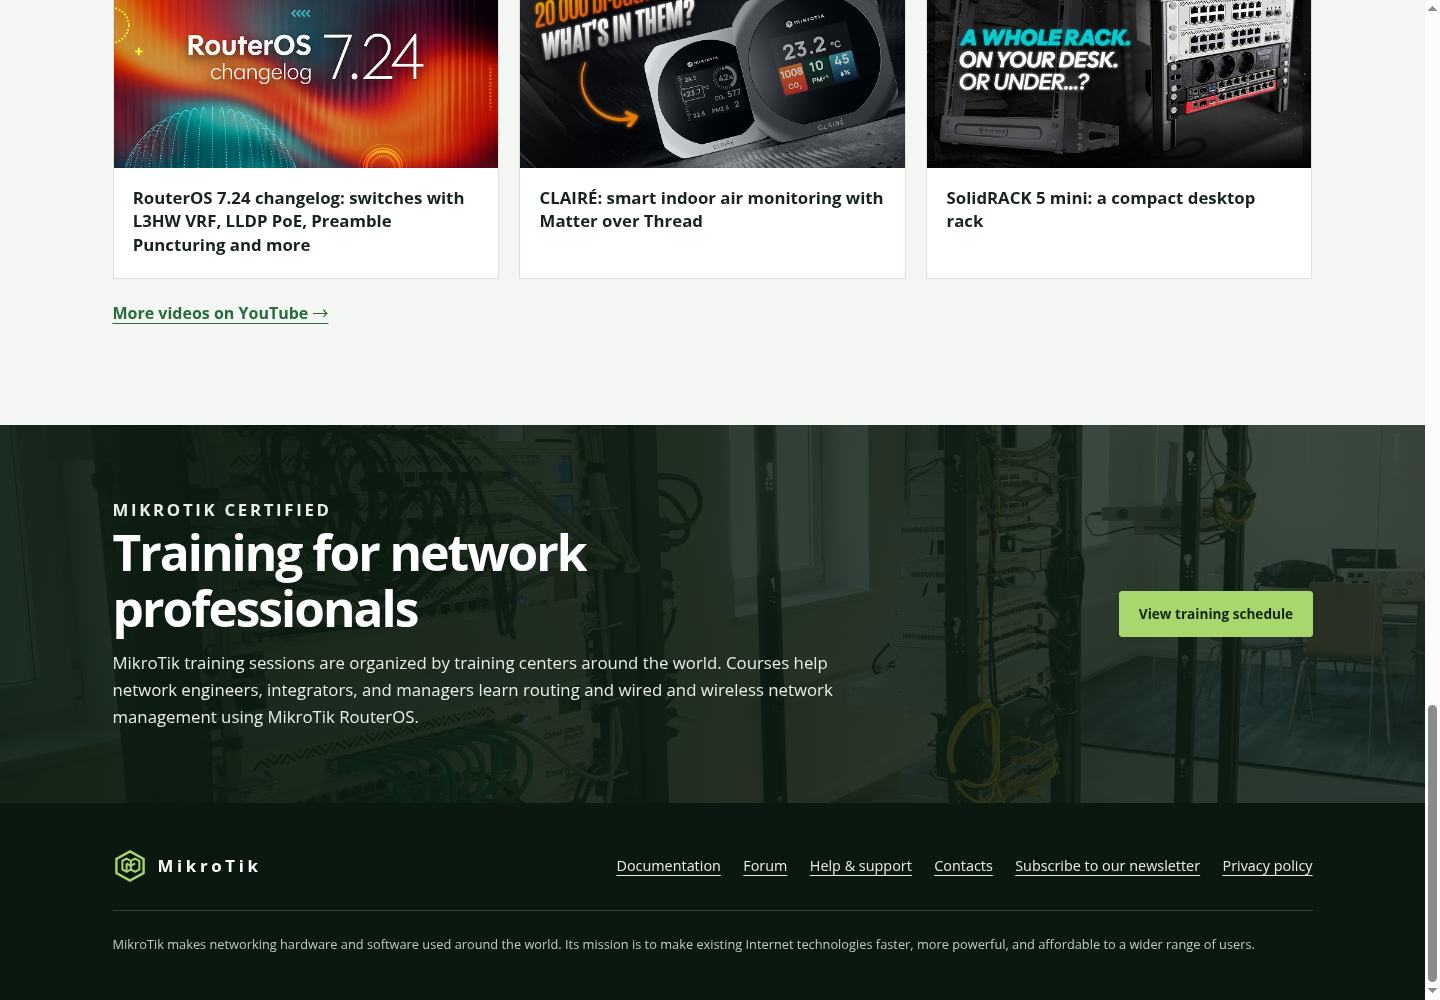 RouterOS
changelog
7.24
WHAT'S IN THEM?
MIKROTIK
23.2 °C
1008
CO₂
10
45
CLAIRE
CLAIRE
A WHOLE RACK.
ON YOUR DESK.
OR UNDER...?
RouterOS 7.24 changelog: switches with
L3HW VRF, LLDP PoE, Preamble
Puncturing and more
CLAIRÉ: smart indoor air monitoring with
Matter over Thread
SolidRACK 5 mini: a compact desktop
rack
More videos on YouTube →
MIKROTIK CERTIFIED
Training for network
professionals
MikroTik training sessions are organized by training centers around the world. Courses help
network engineers, integrators, and managers learn routing and wired and wireless network
management using MikroTik RouterOS.
View training schedule
MikroTik
Documentation
Forum
Help & support
Contacts
Subscribe to our newsletter
Privacy policy
MikroTik makes networking hardware and software used around the world. Its mission is to make existing Internet technologies faster, more powerful, and affordable to a wider range of users.